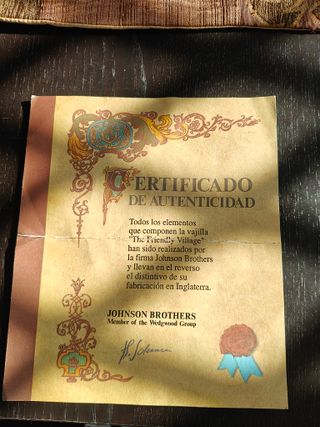 CERTIFICADO
DE AUTENTICIDAD
Todos los elementos
que componen la vajilla
"The Friendly Village"
han sido realizados por
la firma Johnson Brothers
y llevan en el reverso
el distintivo de su
fabricación en Inglaterra.
JOHNSON BROTHERS
Member of the Wedgwood Group